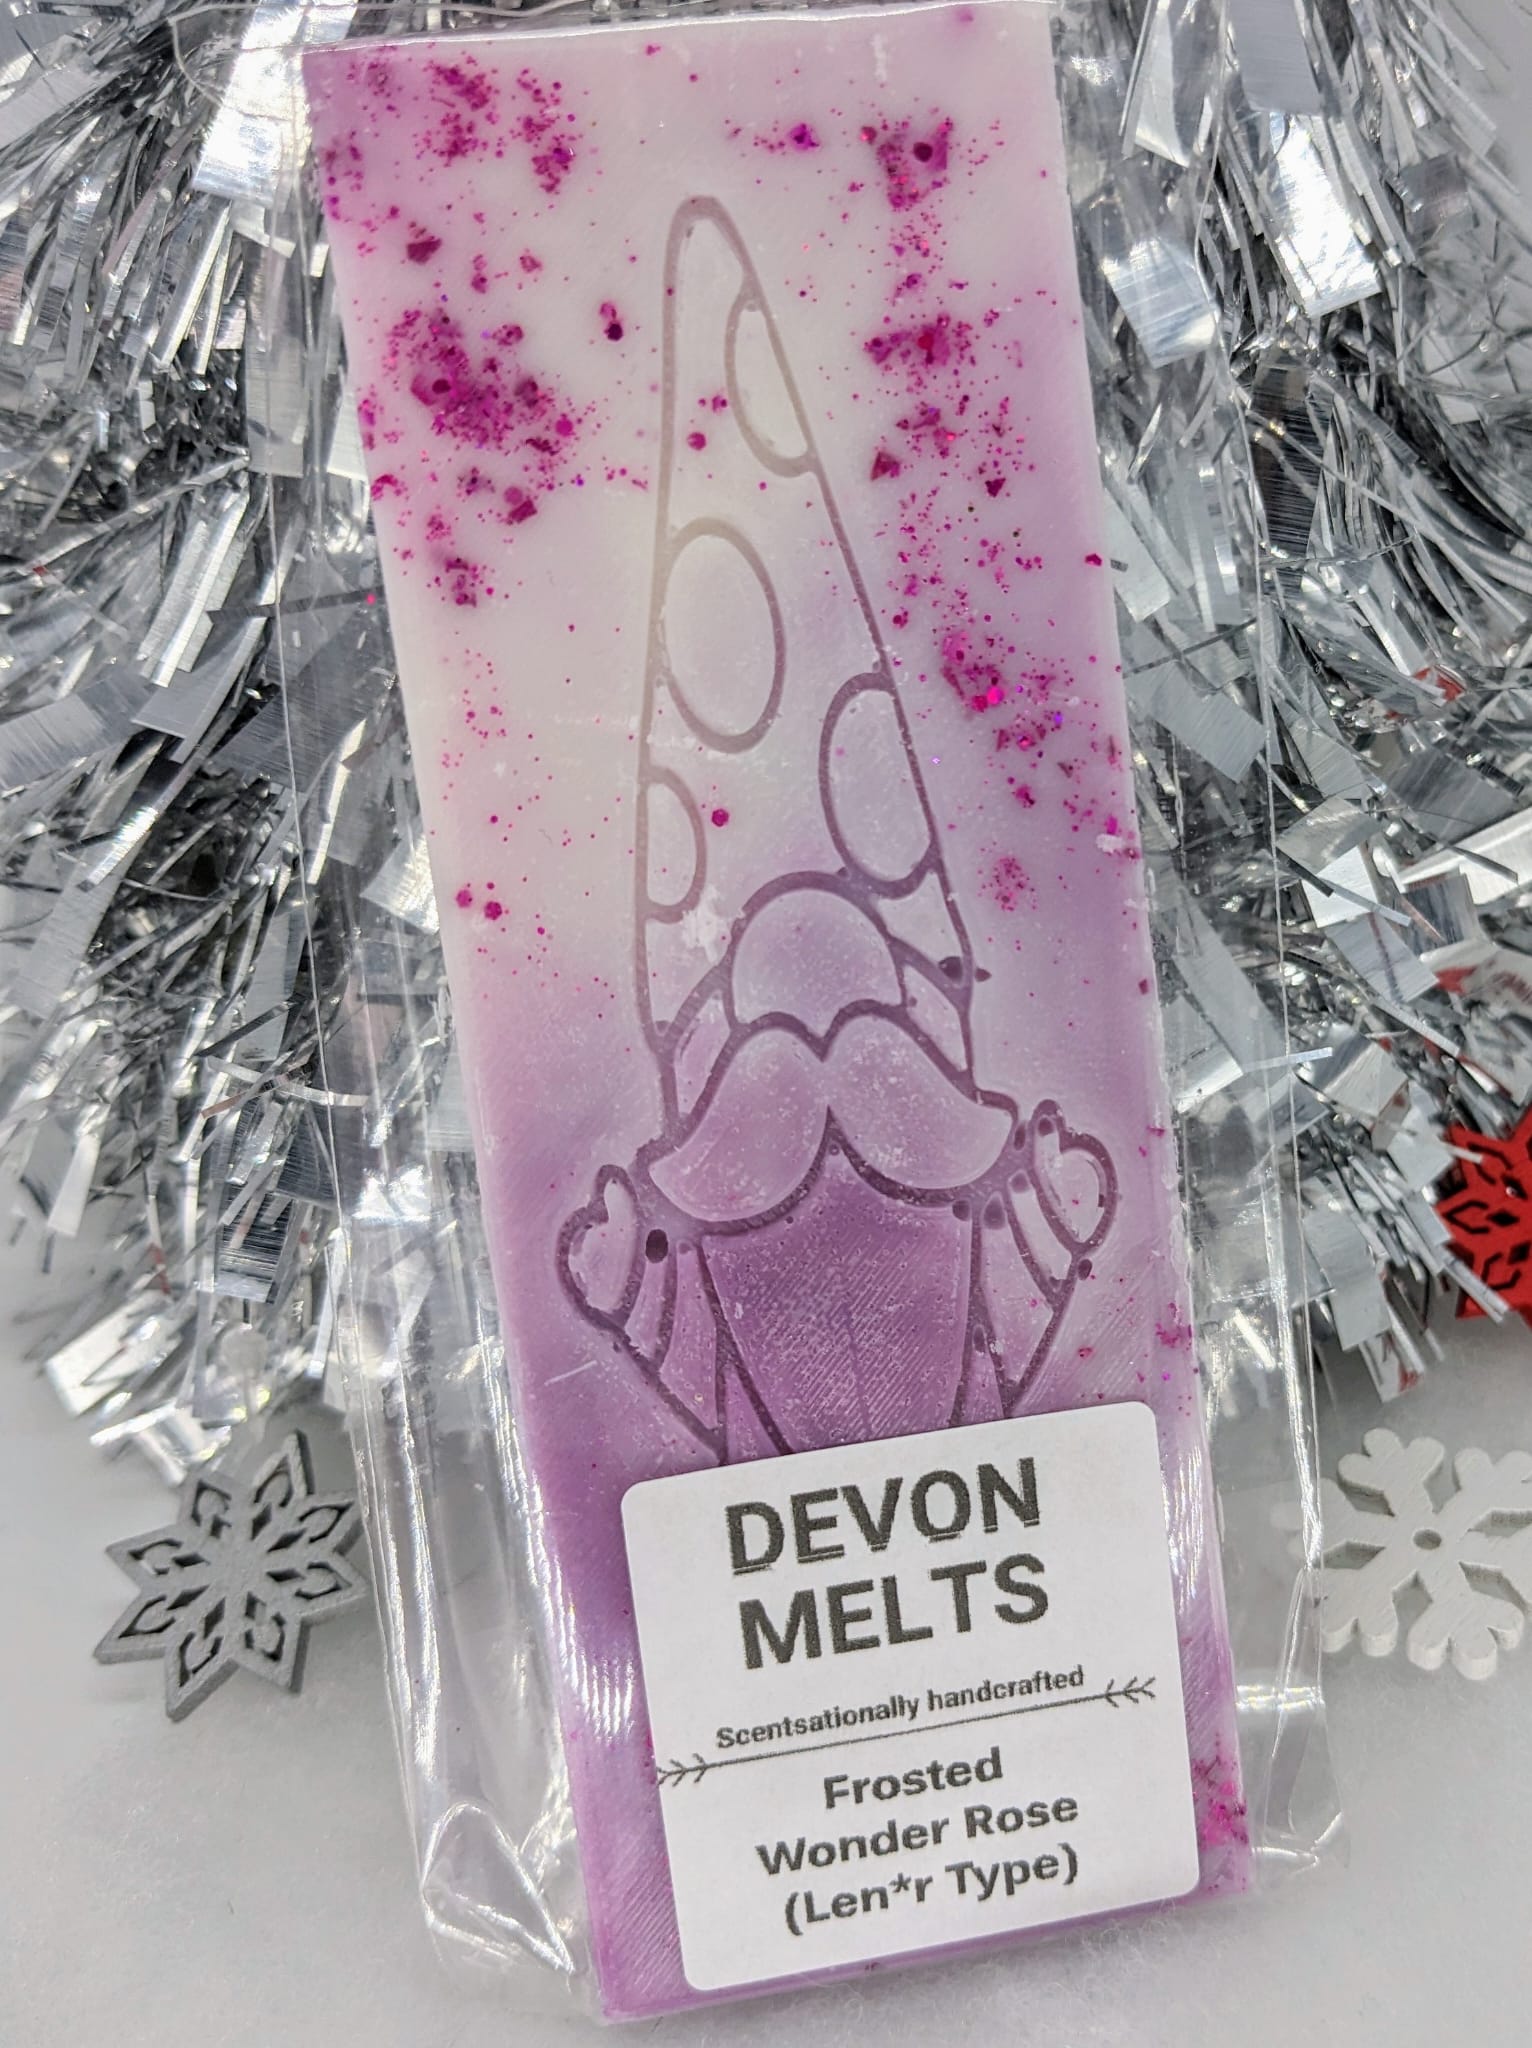 DEVON
MELTS
Scentsationally handcrafted
Frosted
Wonder Rose
(Len*r Type)